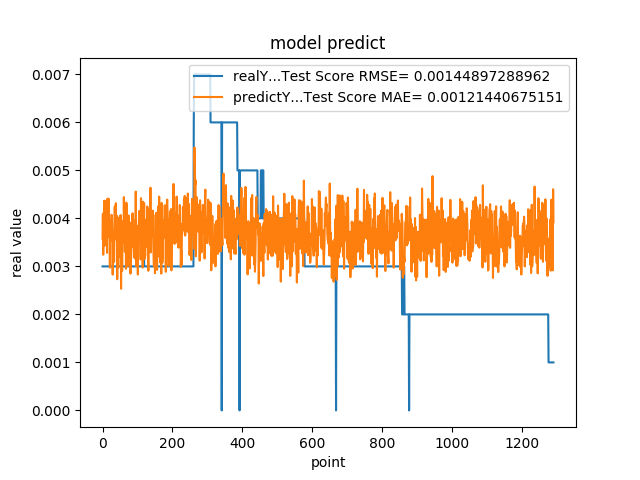 model predict
realY...Test Score RMSE= 0.00144897288962
predictY...Test Score MAE= 0.00121440675151
0.007
0.006
0.005
0.004
0.003
0.002
0.001
0.000
real value
0 200 400 600 800 1000 1200
point